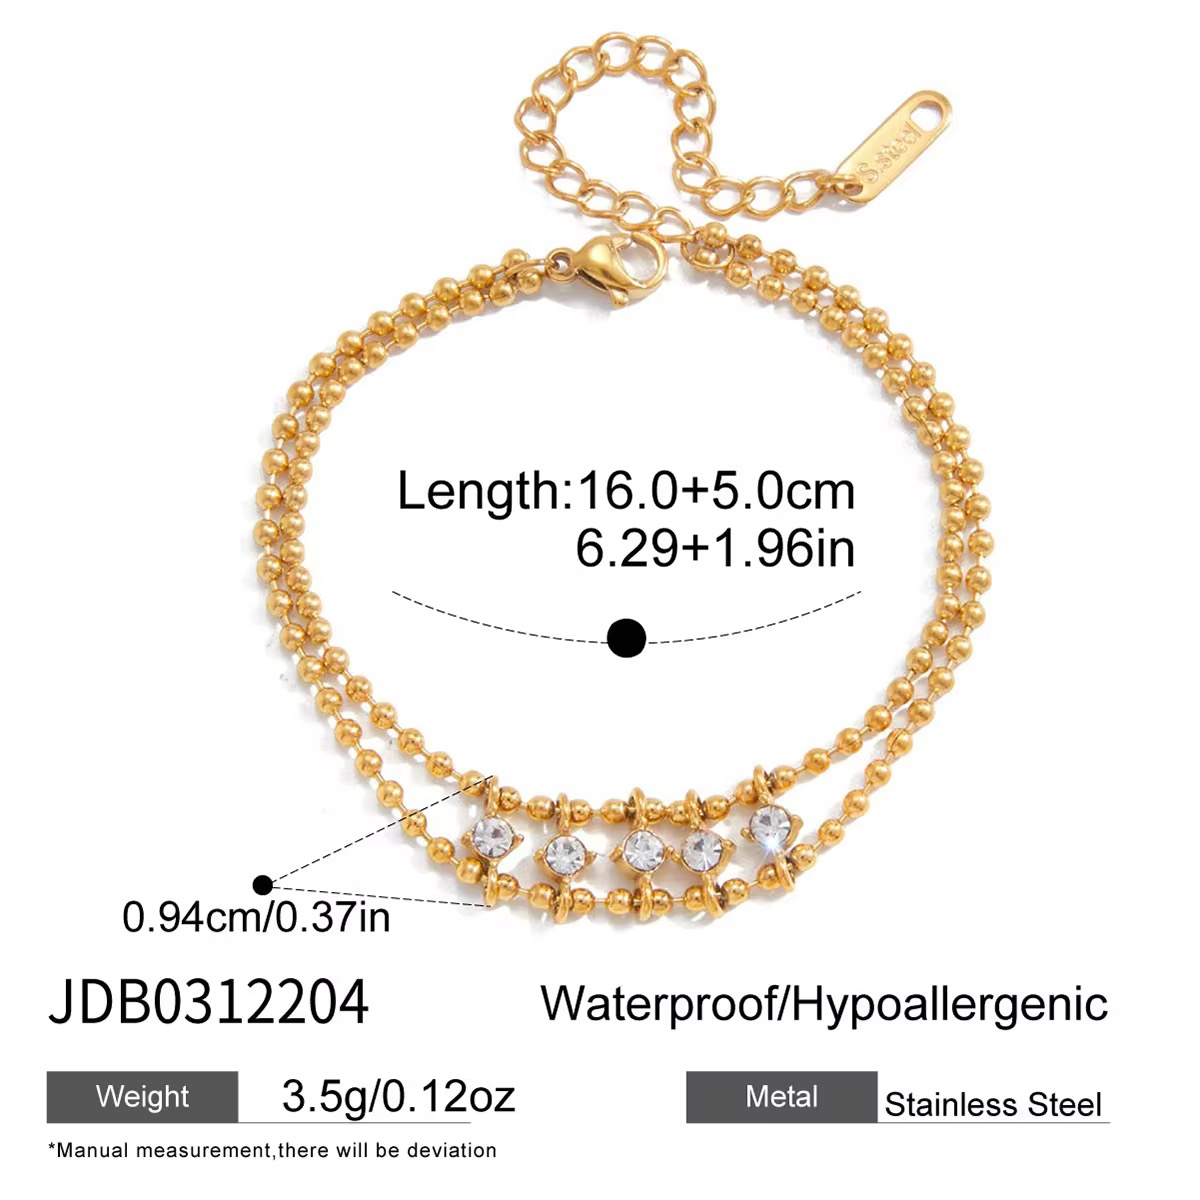 S.steel
Length:16.0+5.0cm
6.29+1.96in
0.94cm/0.37in
JDB0312204
Waterproof/Hypoallergenic
Weight
3.5g/0.12oz
Metal
Stainless Steel
*Manual measurement,there will be deviation